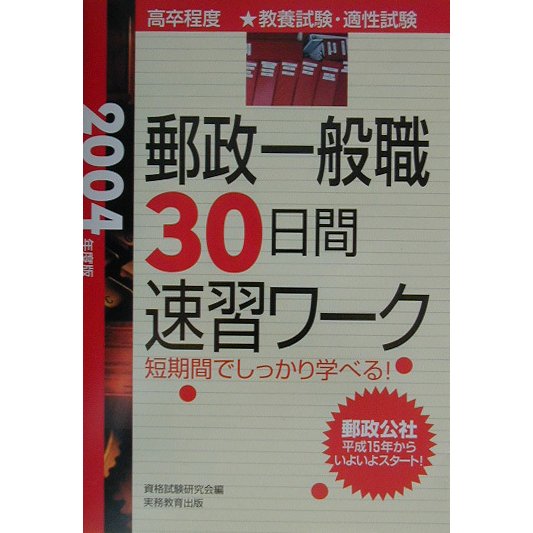 高卒程度 ★教養試験・適性試験
2004年度版
郵政一般職
30日間
速習ワーク
短期間でしっかり学べる!
郵政公社
平成15年から
いよいよスタート!
資格試験研究会編
実務教育出版